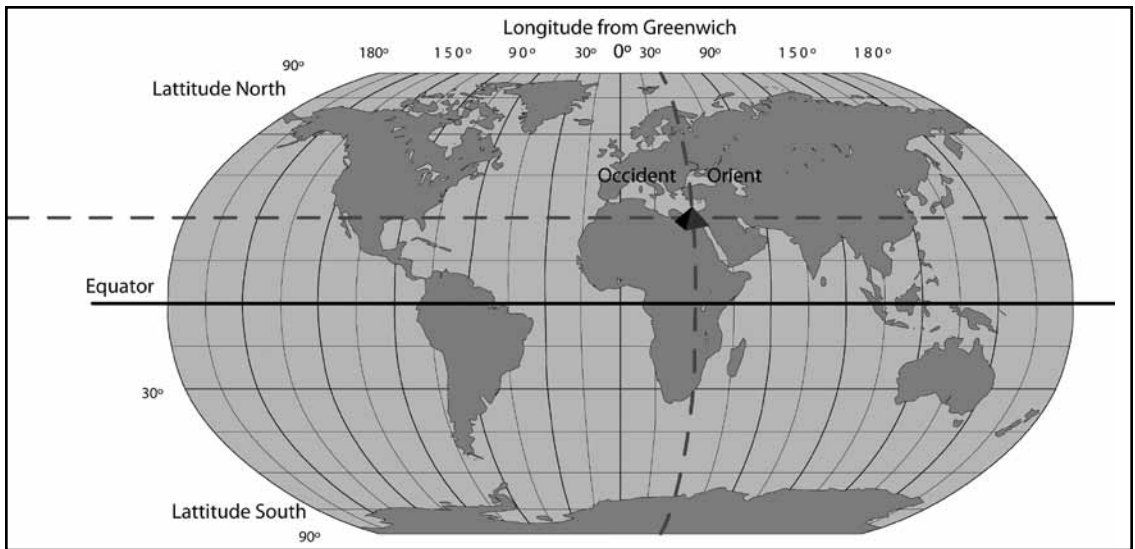 Longitude from Greenwich
180º 150º 90º 30º 0º 30º 90º 150º 180º
90º
Lattitude North
Occident Orient
Equator
30º
Lattitude South
90º